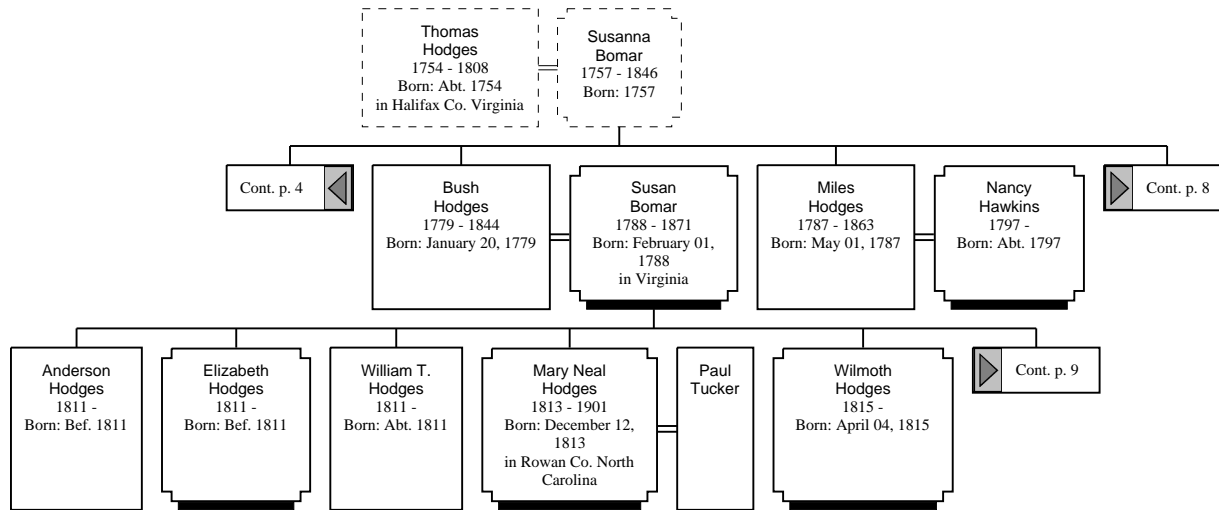 Thomas
Hodges
1754 - 1808
Born: Abt. 1754
in Halifax Co. Virginia
Susanna
Bomar
1757 - 1846
Born: 1757
Cont. p. 4
Bush
Hodges
1779 - 1844
Born: January 20, 1779
Susan
Bomar
1788 - 1871
Born: February 01,
1788
in Virginia
Miles
Hodges
1787 - 1863
Born: May 01, 1787
Nancy
Hawkins
1797 -
Born: Abt. 1797
Cont. p. 8
Anderson
Hodges
1811 -
Born: Bef. 1811
Elizabeth
Hodges
1811 -
Born: Bef. 1811
William T.
Hodges
1811 -
Born: Abt. 1811
Mary Neal
Hodges
1813 - 1901
Born: December 12,
1813
in Rowan Co. North
Carolina
Paul
Tucker
Wilmoth
Hodges
1815 -
Born: April 04, 1815
Cont. p. 9